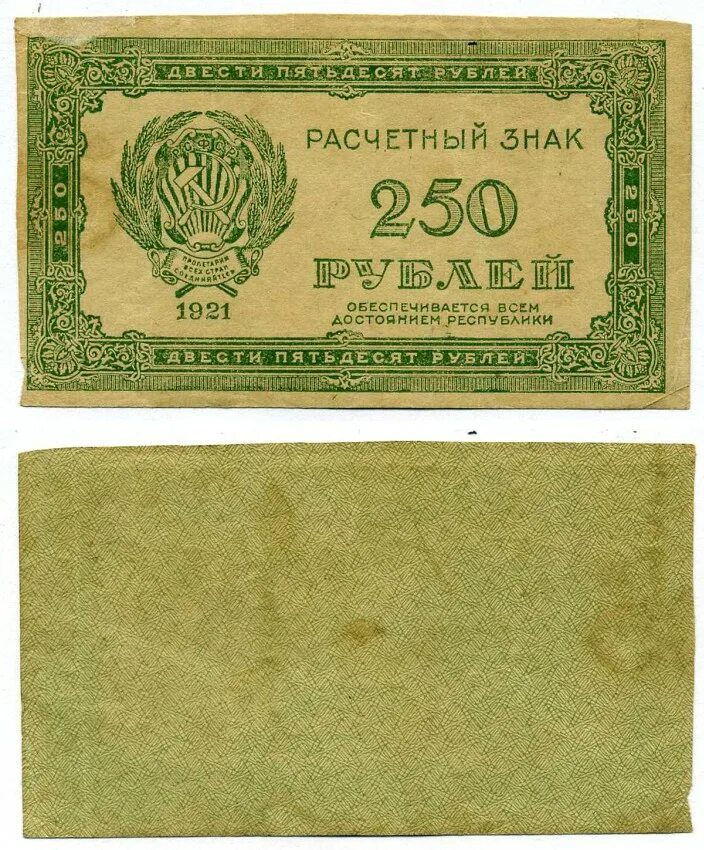 ДВЕСТИ ПЯТЬДЕСЯТ РУБЛЕЙ
РАСЧЕТНЫЙ ЗНАК
250
РСФСР
250
250
РУБЛЕЙ
ПРОЛЕТАРИИ
ВСЕХ СТРАН
СОЕДИНЯЙТЕСЬ
1921
ОБЕСПЕЧИВАЕТСЯ ВСЕМ
ДОСТОЯНИЕМ РЕСПУБЛИКИ
ДВЕСТИ ПЯТЬДЕСЯТ РУБЛЕЙ